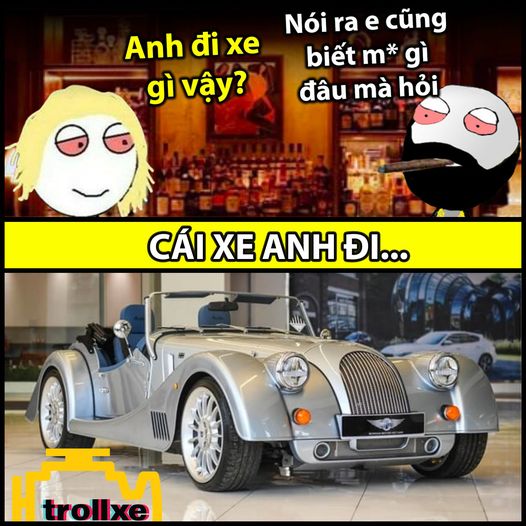 Anh đi xe
gì vậy?
Nói ra e cũng
biết m* gì
đâu mà hỏi
CÁI XE ANH ĐI...
trollxe